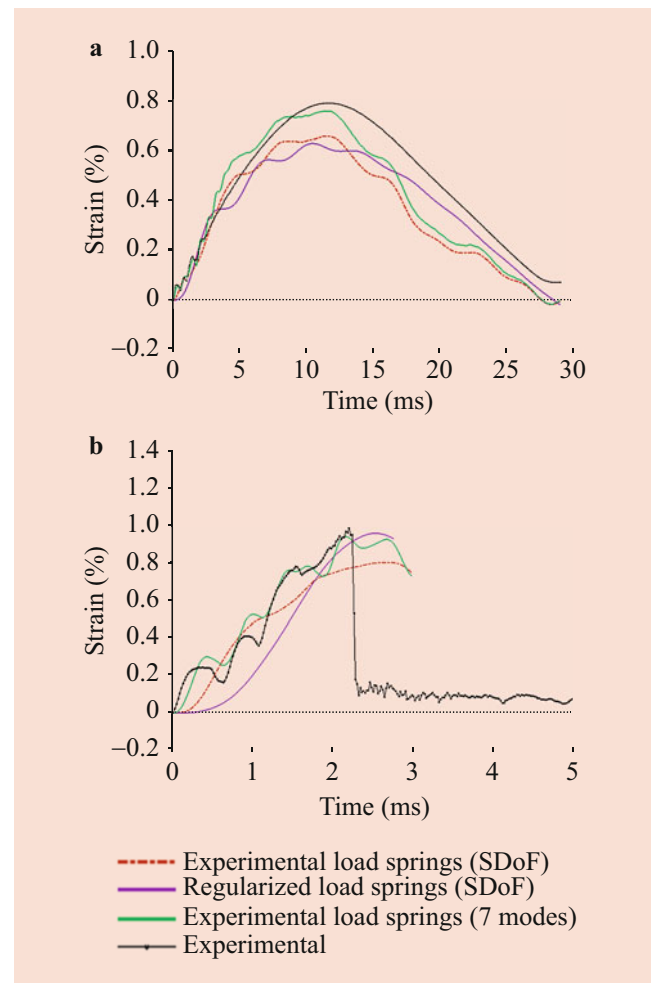 a
1.0
0.8
0.6
0.4
0.2
0
–0.2
Strain (%)
0 5 10 15 20 25 30
Time (ms)
b
1.4
1.2
1.0
0.8
0.6
0.4
0.2
0
–0.2
Strain (%)
0 1 2 3 4 5
Time (ms)
Experimental load springs (SDoF)
Regularized load springs (SDoF)
Experimental load springs (7 modes)
Experimental